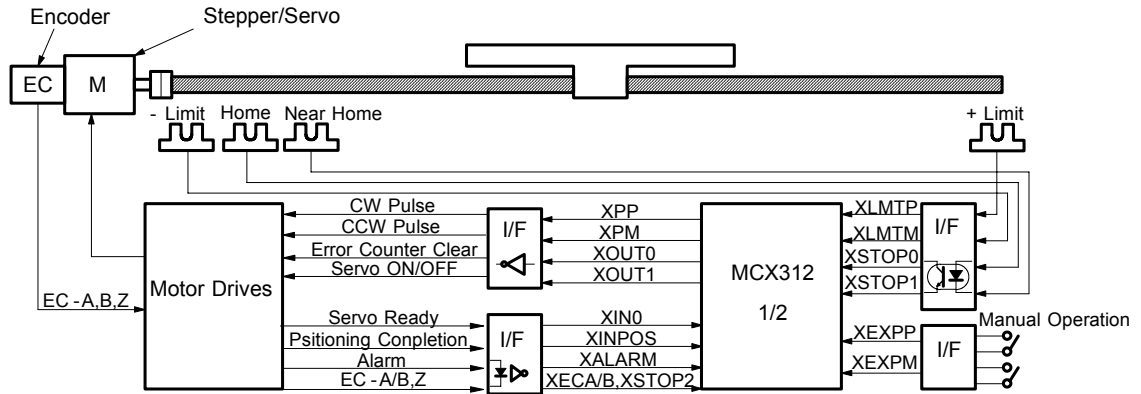 Encoder
Stepper/Servo
EC
M
- Limit
Home
Near Home
+ Limit
CW Pulse
CCW Pulse
Error Counter Clear
Servo ON/OFF
I/F
XPP
XPM
XOUT0
XOUT1
MCX312
1/2
XLMTP
XLMTM
XSTOP0
XSTOP1
I/F
Motor Drives
EC-A,B,Z
Servo Ready
Psitioning Conpletion
Alarm
EC-A/B,Z
I/F
XIN0
XINPOS
XALARM
XECA/B,XSTOP2
XEXPP
XEXPM
I/F
Manual Operation